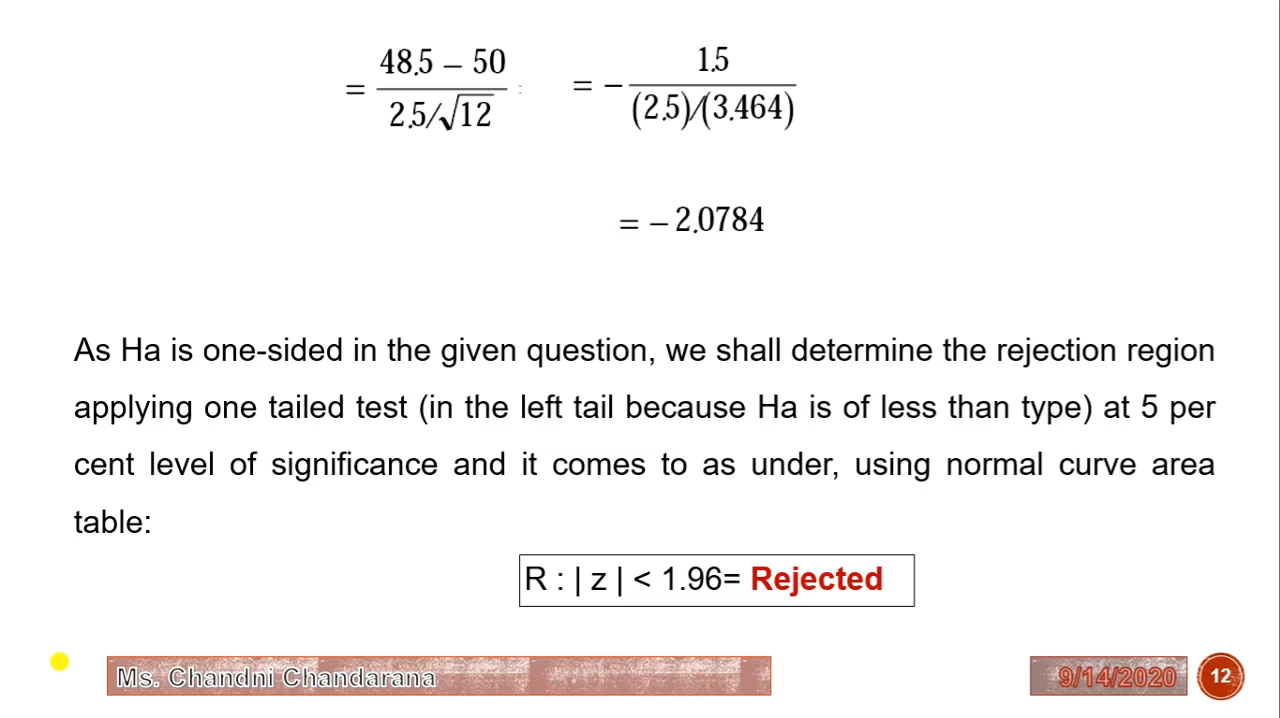 = (48.5 – 50) / (2.5/√12) = – 1.5 / ((2.5)/(3.464))
= – 2.0784
As Ha is one-sided in the given question, we shall determine the rejection region
applying one tailed test (in the left tail because Ha is of less than type) at 5 per
cent level of significance and it comes to as under, using normal curve area
table:
R : | z | < 1.96= Rejected
Ms. Chandni Chandarana
9/14/2020
12